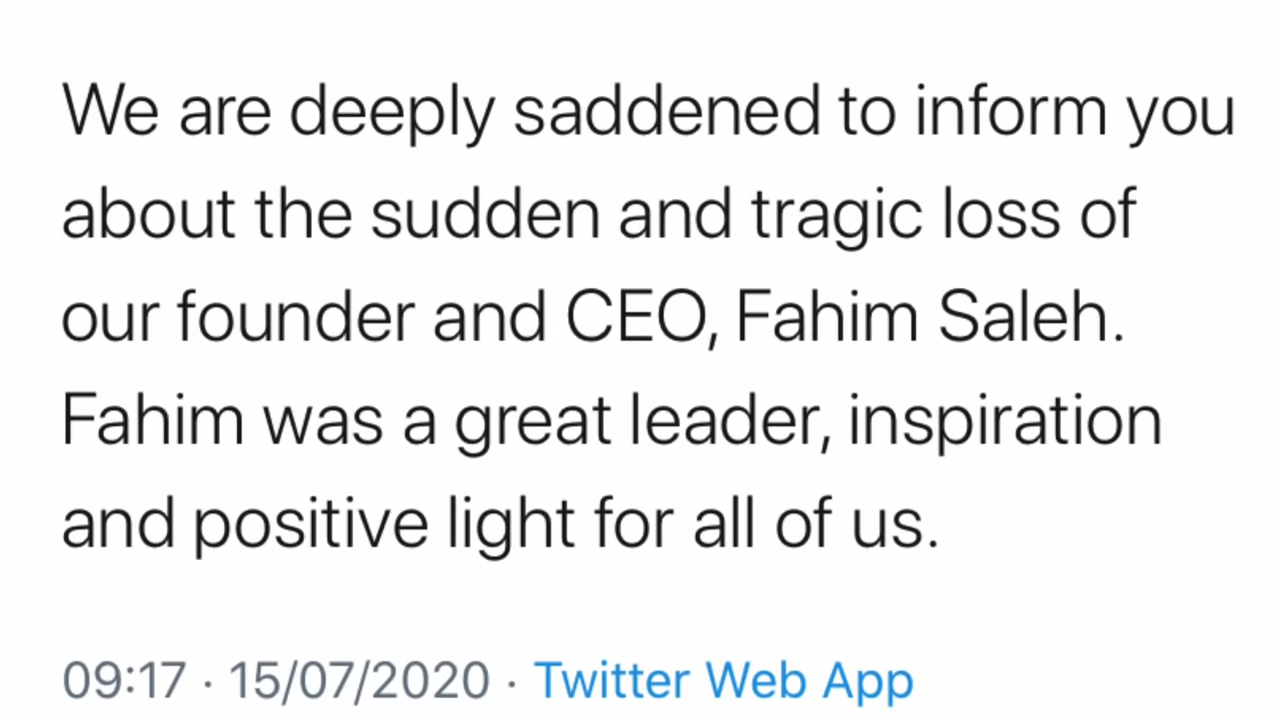 We are deeply saddened to inform you
about the sudden and tragic loss of
our founder and CEO, Fahim Saleh.
Fahim was a great leader, inspiration
and positive light for all of us.
09:17 · 15/07/2020 · Twitter Web App